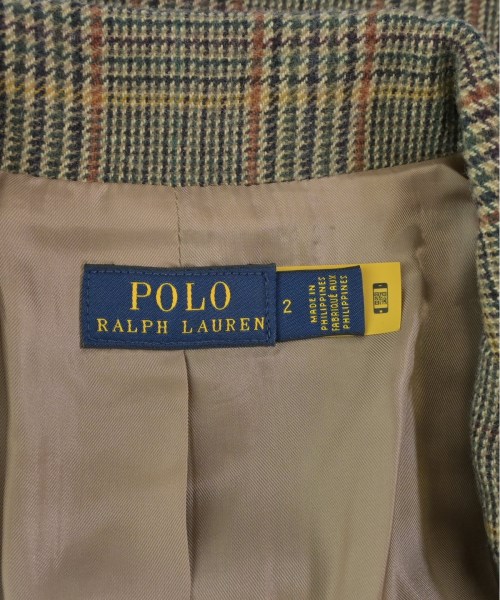 POLO
RALPH LAUREN
2
MADE IN
PHILIPPINES
FABRIQUÉ AUX
PHILIPPINES